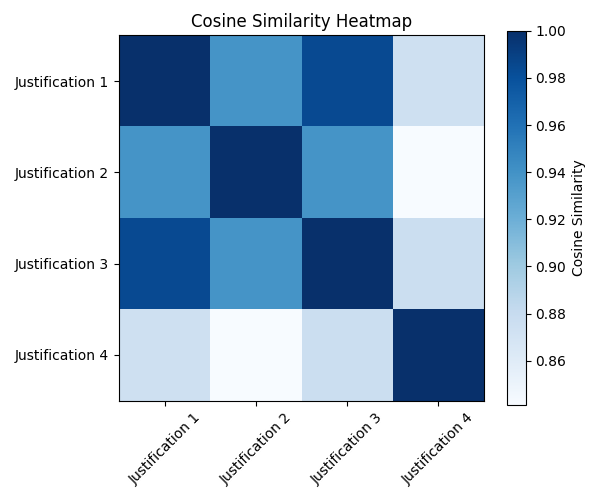 Cosine Similarity Heatmap
Justification 1
Justification 2
Justification 3
Justification 4
Justification 1
Justification 2
Justification 3
Justification 4
1.00
0.98
0.96
0.94
0.92
0.90
0.88
0.86
Cosine Similarity